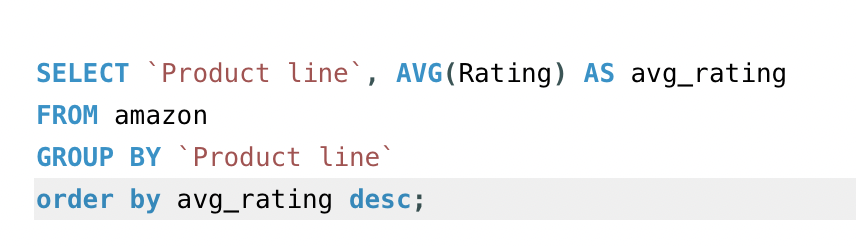 SELECT `Product line`, AVG(Rating) AS avg_rating
FROM amazon
GROUP BY `Product line`
order by avg_rating desc;